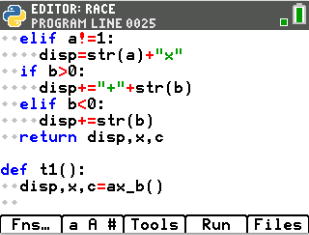 EDITOR: RACE
PROGRAM LINE 0025
elif a!=1:
disp=str(a)+"x"
if b>0:
disp+="+"+str(b)
elif b<0:
disp+=str(b)
return disp,x,c
def t1():
disp,x,c=ax_b()
Fns… a A # Tools Run Files